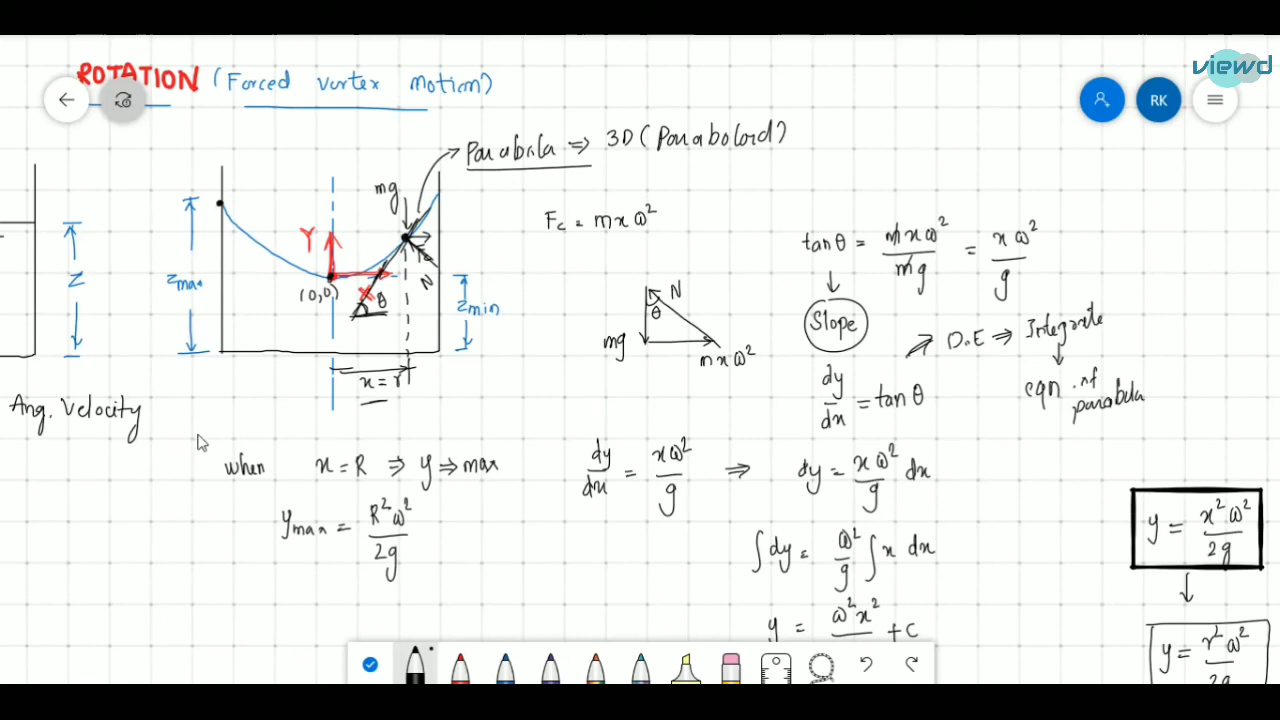 viewd
ROTATION (Forced vortex motion)
RK
Parabola ⇒ 3D (Paraboloid)
mg
Fc = mxω²
tanθ = mxω²/mg = xω²/g
Y
Z
Zmax
N
(0,0)
X
θ
Zmin
N
θ
mg
mxω²
Slope
D.E ⇒ Integrate
x = r
dy/dx = tanθ
eqn of
parabola
Ang. Velocity
when x = R ⇒ y ⇒ max
dy/dx = xω²/g ⇒ dy = xω²/g dx
ymax = R²ω²/2g
y = x²ω²/2g
∫dy = ω²/g ∫x dx
y = ω²x² + c
y = r²ω²/2g